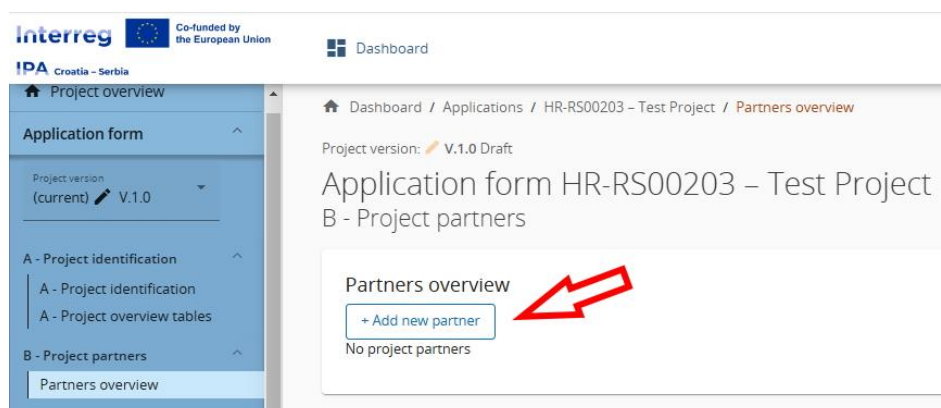 Interreg
Co-funded by
the European Union
IPA Croatia – Serbia
Dashboard
Project overview
Application form
Project version
(current) V.1.0
A - Project identification
A - Project identification
A - Project overview tables
B - Project partners
Partners overview
Dashboard / Applications / HR-RS00203 – Test Project / Partners overview
Project version: V.1.0 Draft
Application form HR-RS00203 – Test Project
B - Project partners
Partners overview
+ Add new partner
No project partners